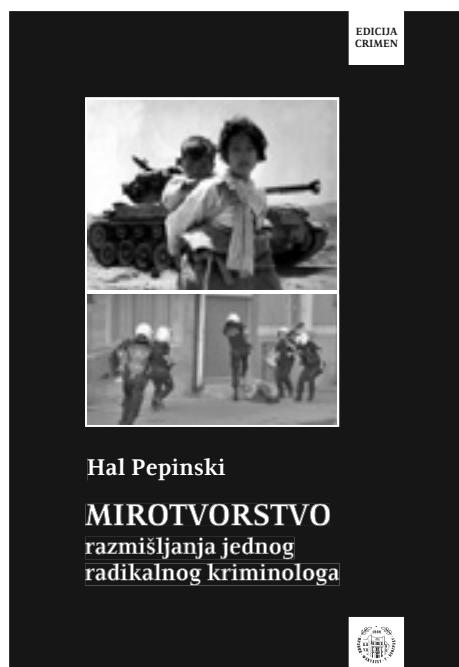 EDICIJA
CRIMEN
Hal Pepinski
MIROTVORSTVO
razmišljanja jednog
radikalnog kriminologa